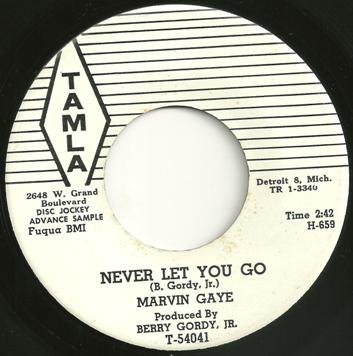 TAMLA
2648 W. Grand
Boulevard
DISC JOCKEY
ADVANCE SAMPLE
Fuqua BMI
Detroit 8, Mich.
TR 1-3340
Time 2:42
H-659
NEVER LET YOU GO
(B. Gordy, Jr.)
MARVIN GAYE
Produced By
BERRY GORDY, JR.
T-54041